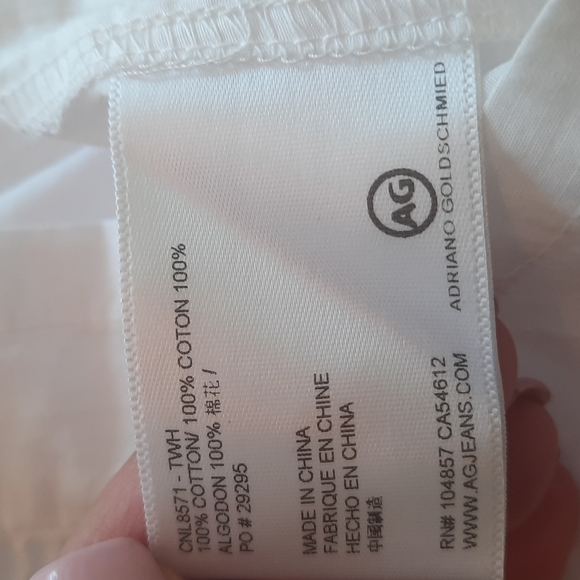 CNL8571 - TWH
100% COTTON/ 100% COTON 100%
ALGODON 100% 棉花 /
PO # 29295
MADE IN CHINA
FABRIQUE EN CHINE
HECHO EN CHINA
中國制造
AG
ADRIANO GOLDSCHMIED
RN# 104857 CA54612
WWW.AGJEANS.COM